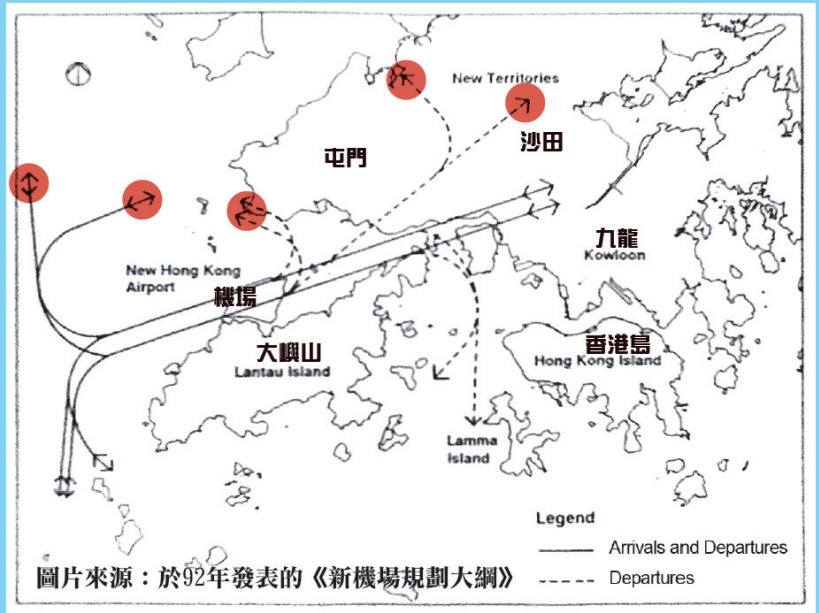 New Territories
沙田
屯門
九龍
Kowloon
New Hong Kong
Airport
機場
大嶼山
Lantau Island
香港島
Hong Kong Island
Lamma
Island
Legend
Arrivals and Departures
Departures
圖片來源：於92年發表的《新機場規劃大綱》